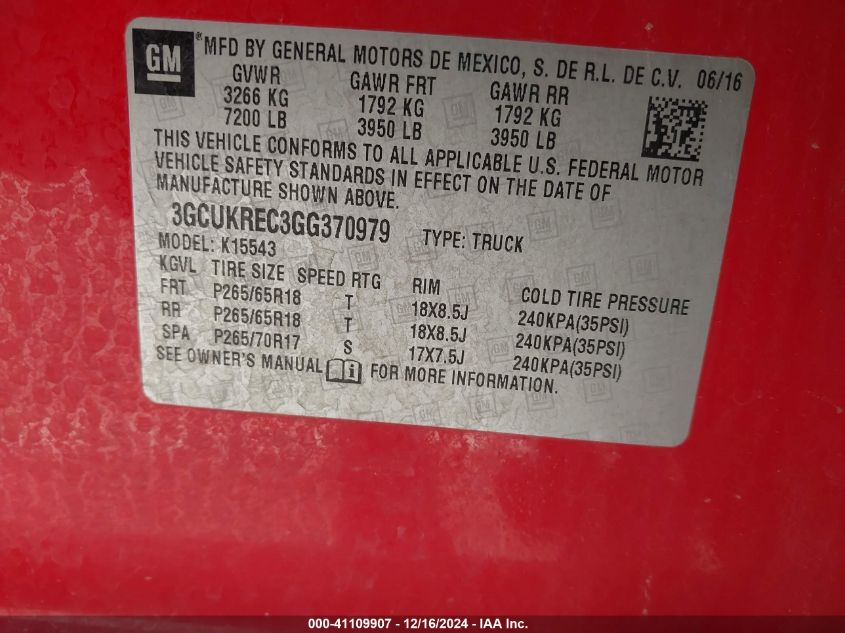 GM ® MFD BY GENERAL MOTORS DE MEXICO, S. DE R.L. DE C.V. 06/16
GVWR GAWR FRT GAWR RR
3266 KG 1792 KG 1792 KG
7200 LB 3950 LB 3950 LB
THIS VEHICLE CONFORMS TO ALL APPLICABLE U.S. FEDERAL MOTOR
VEHICLE SAFETY STANDARDS IN EFFECT ON THE DATE OF
MANUFACTURE SHOWN ABOVE.
3GCUKREC3GG370979 TYPE: TRUCK
MODEL: K15543
KGVL TIRE SIZE SPEED RTG RIM COLD TIRE PRESSURE
FRT P265/65R18 T 18X8.5J 240KPA(35PSI)
RR P265/65R18 T 18X8.5J 240KPA(35PSI)
SPA P265/70R17 S 17X7.5J 240KPA(35PSI)
SEE OWNER'S MANUAL i FOR MORE INFORMATION.
000-41109907 - 12/16/2024 - IAA Inc.